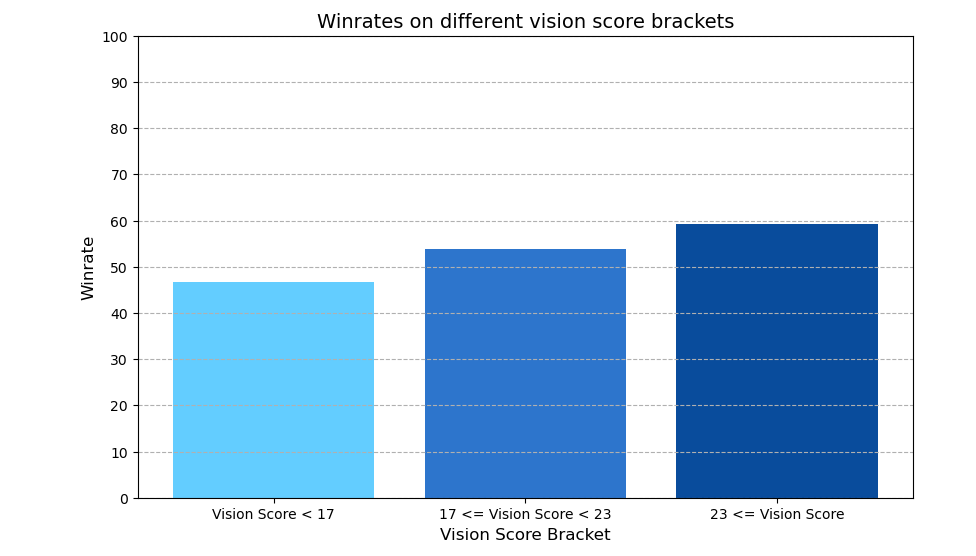 Winrates on different vision score brackets
100
90
80
70
60
50
40
30
20
10
0
Winrate
Vision Score < 17
17 <= Vision Score < 23
23 <= Vision Score
Vision Score Bracket